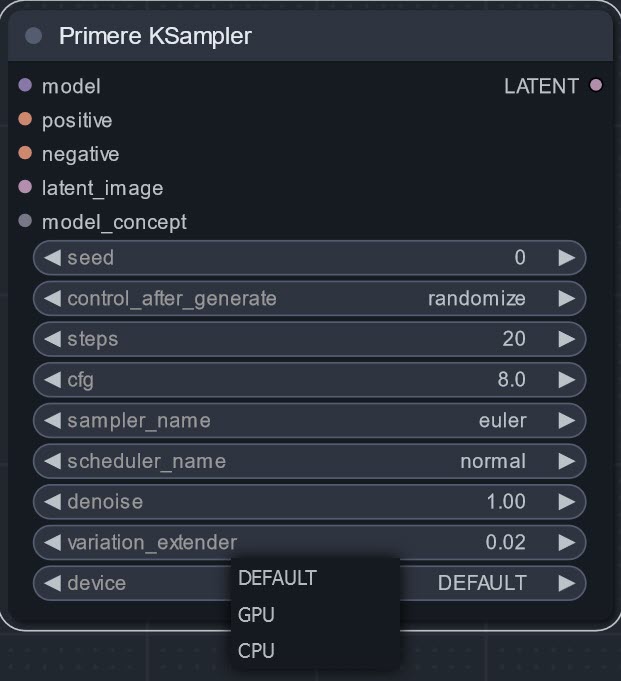 Primere KSampler
model LATENT
positive
negative
latent_image
model_concept
seed 0
control_after_generate randomize
steps 20
cfg 8.0
sampler_name euler
scheduler_name normal
denoise 1.00
variation_extender 0.02
device DEFAULT
DEFAULT
GPU
CPU